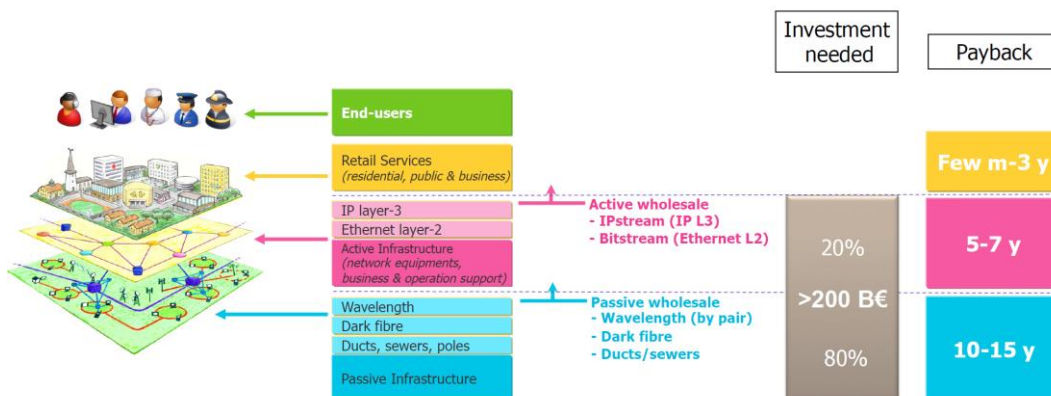 Investment
needed
Payback
End-users
Retail Services
(residential, public & business)
Few m-3 y
IP layer-3
Ethernet layer-2
Active Infrastructure
(network equipments,
business & operation support)
Active wholesale
- IPstream (IP L3)
- Bitstream (Ethernet L2)
20%
5-7 y
Wavelength
Dark fibre
Ducts, sewers, poles
Passive Infrastructure
Passive wholesale
- Wavelength (by pair)
- Dark fibre
- Ducts/sewers
>200 B€
80%
10-15 y